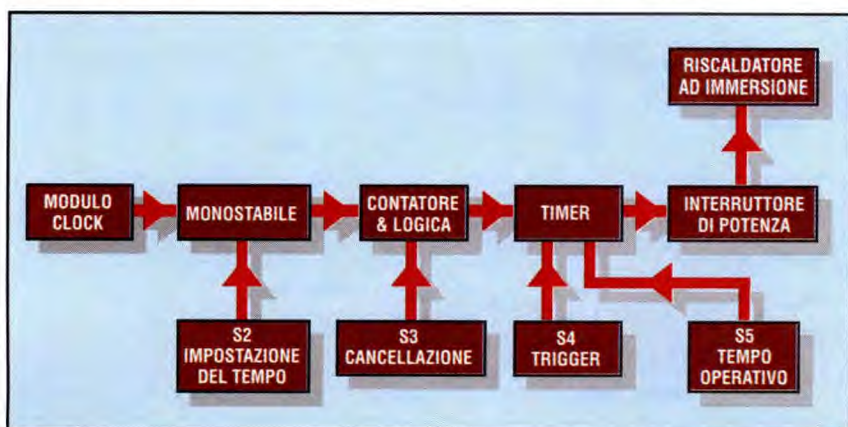 RISCALDATORE
AD IMMERSIONE
MODULO
CLOCK
MONOSTABILE
CONTATORE
& LOGICA
TIMER
INTERRUTTORE
DI POTENZA
S2
IMPOSTAZIONE
DEL TEMPO
S3
CANCELLAZIONE
S4
TRIGGER
S5
TEMPO
OPERATIVO